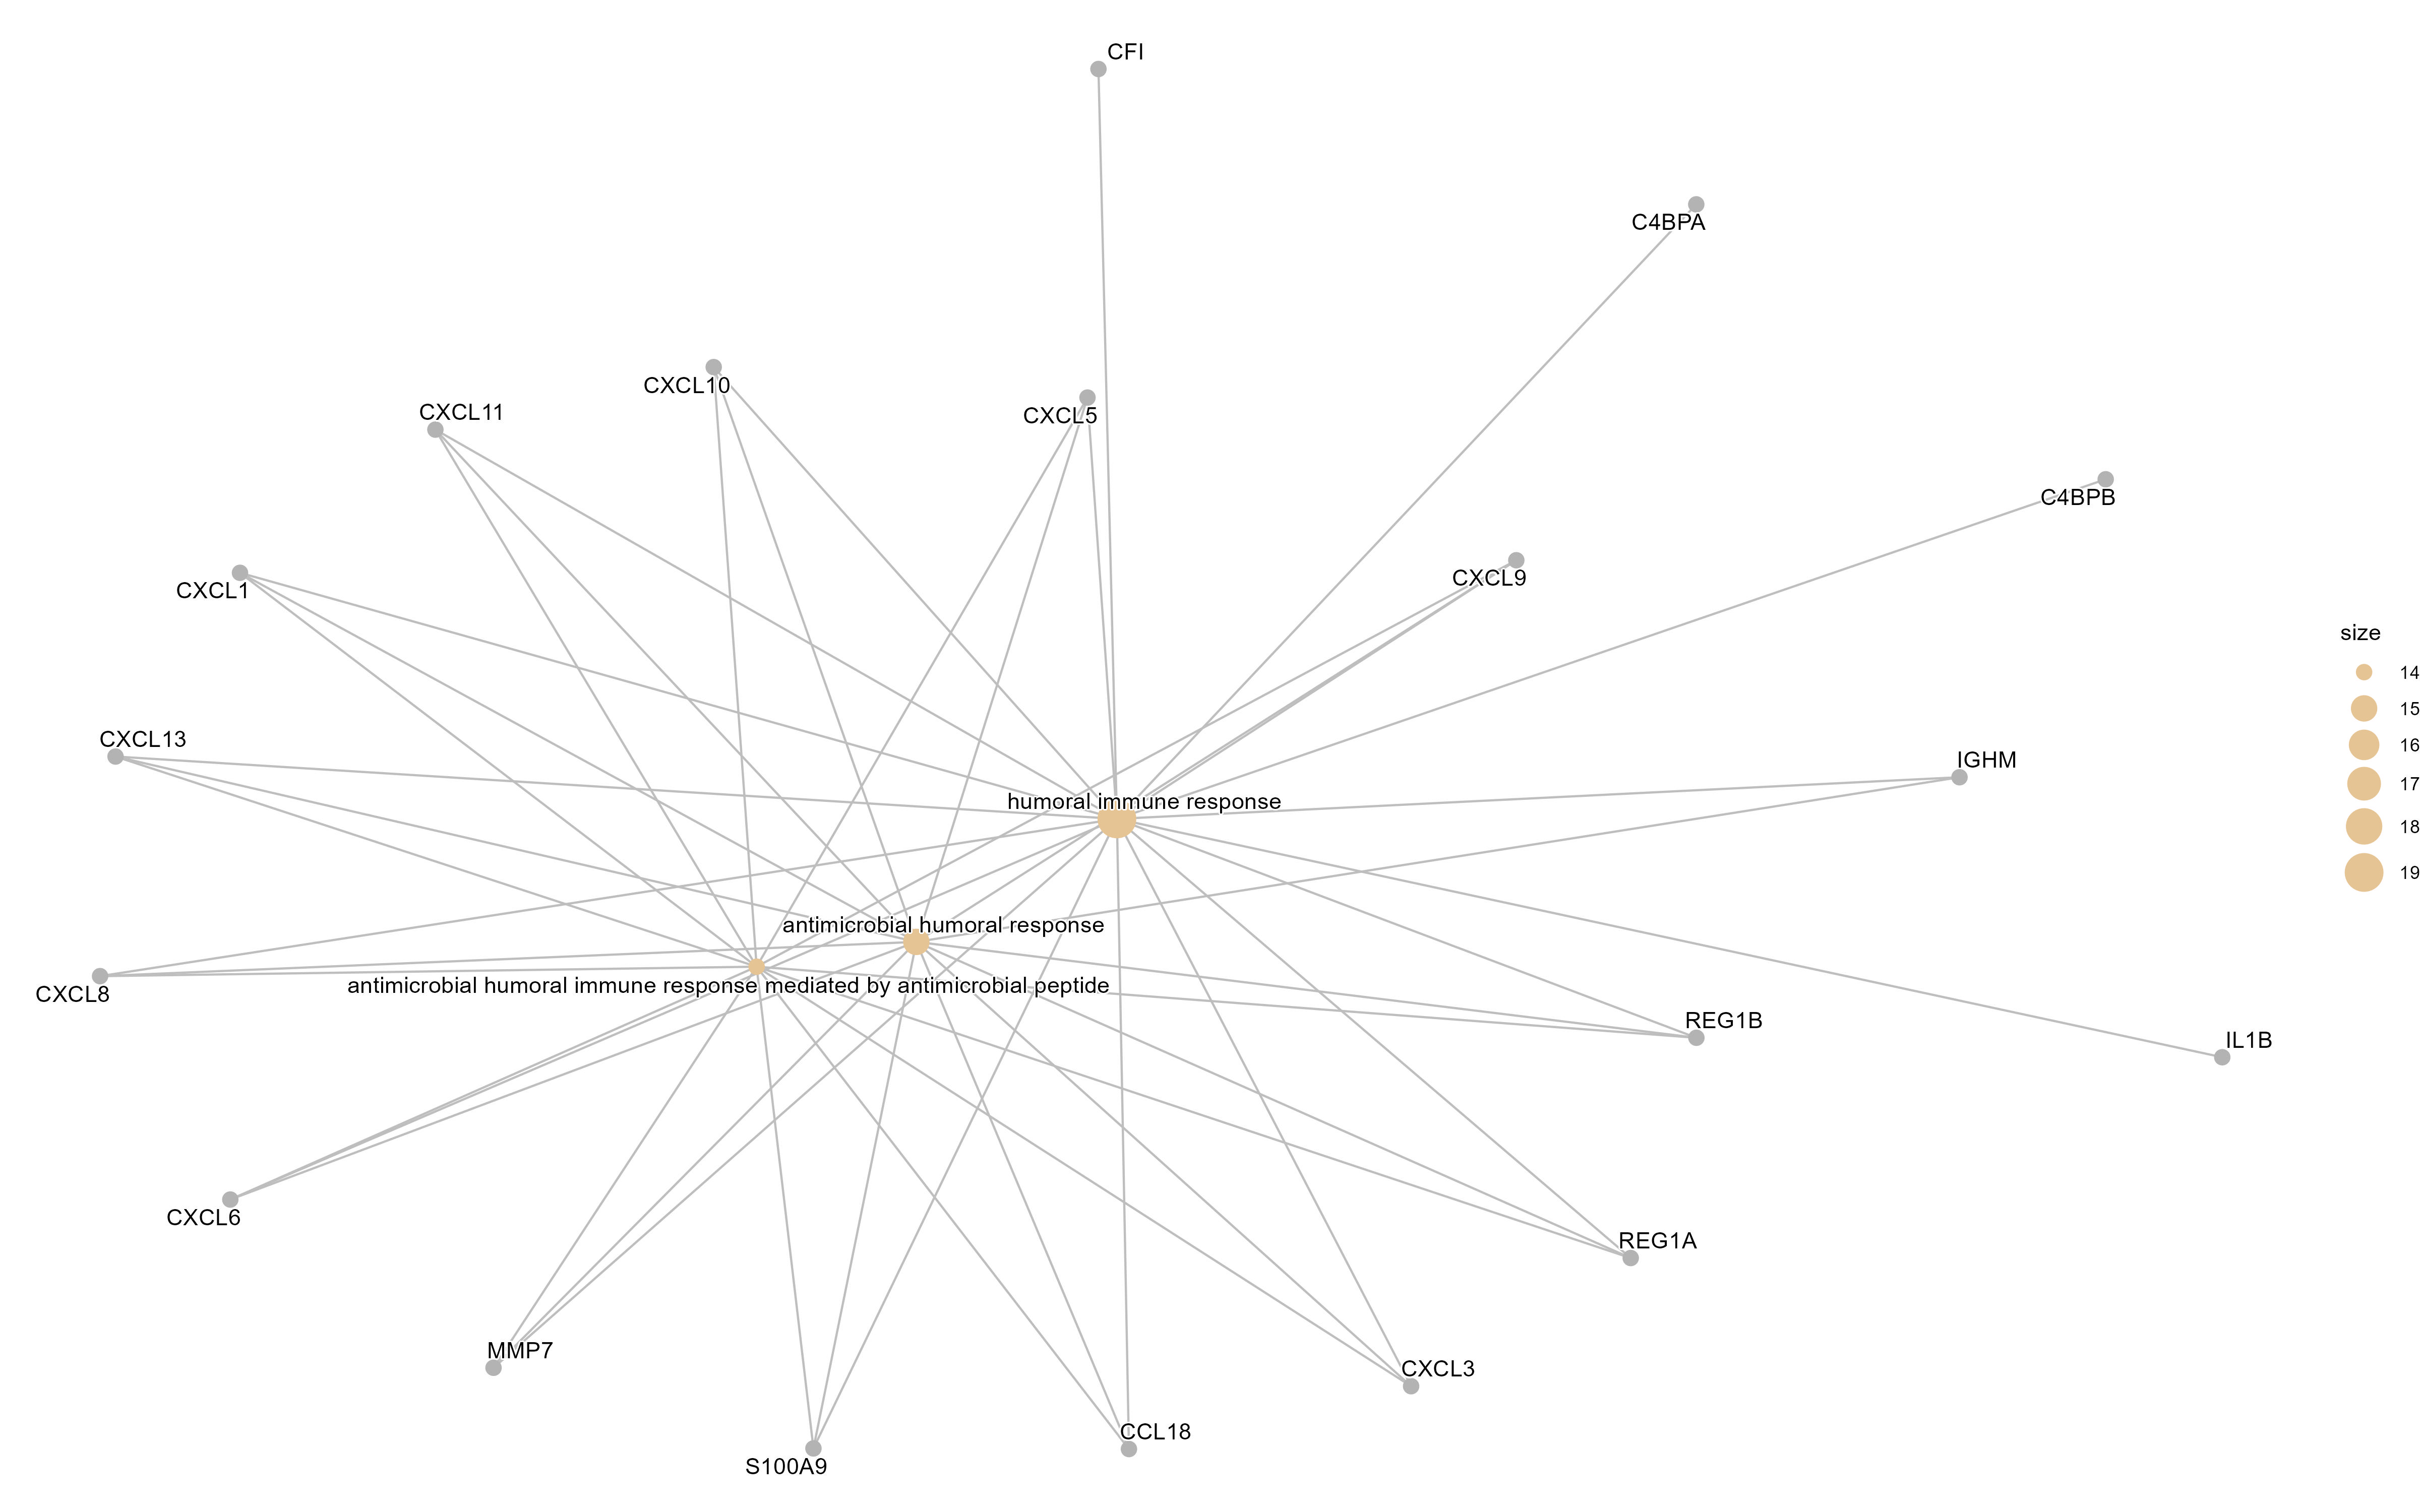 CFI
C4BPA
CXCL10
CXCL11
CXCL5
C4BPB
CXCL9
CXCL1
size
14
15
16
17
18
19
CXCL13
IGHM
humoral immune response
antimicrobial humoral response
antimicrobial humoral immune response mediated by antimicrobial peptide
CXCL8
REG1B
IL1B
CXCL6
REG1A
MMP7
CXCL3
CCL18
S100A9